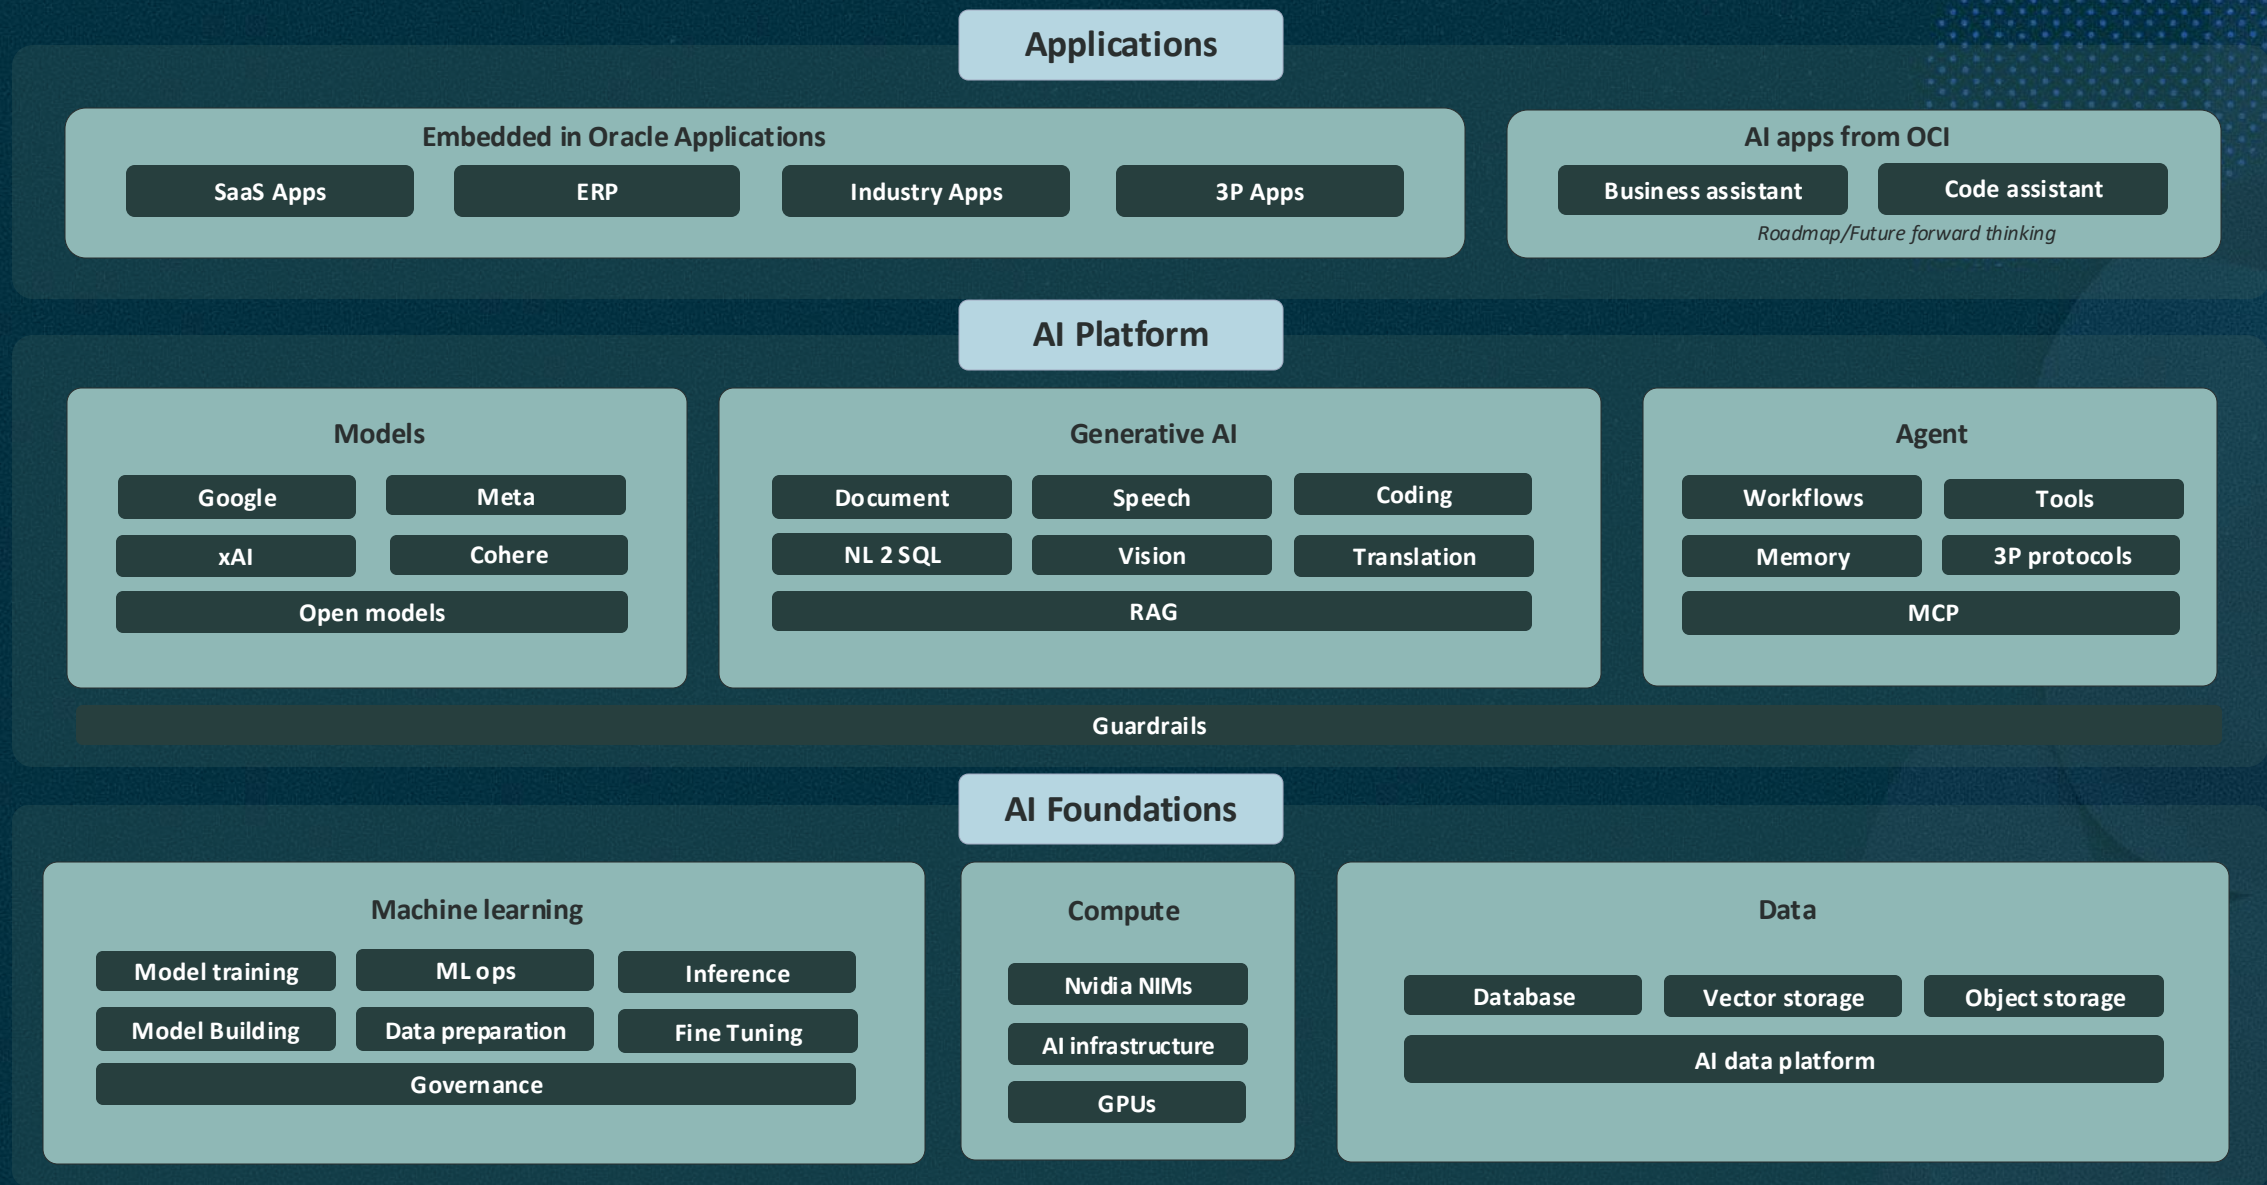 Applications
Embedded in Oracle Applications
SaaS Apps
ERP
Industry Apps
3P Apps
AI apps from OCI
Business assistant
Code assistant
Roadmap/Future forward thinking
AI Platform
Models
Google
Meta
xAI
Cohere
Open models
Generative AI
Document
Speech
Coding
NL 2 SQL
Vision
Translation
RAG
Agent
Workflows
Tools
Memory
3P protocols
MCP
Guardrails
AI Foundations
Machine learning
Model training
ML ops
Inference
Model Building
Data preparation
Fine Tuning
Governance
Compute
Nvidia NIMs
AI infrastructure
GPUs
Data
Database
Vector storage
Object storage
AI data platform